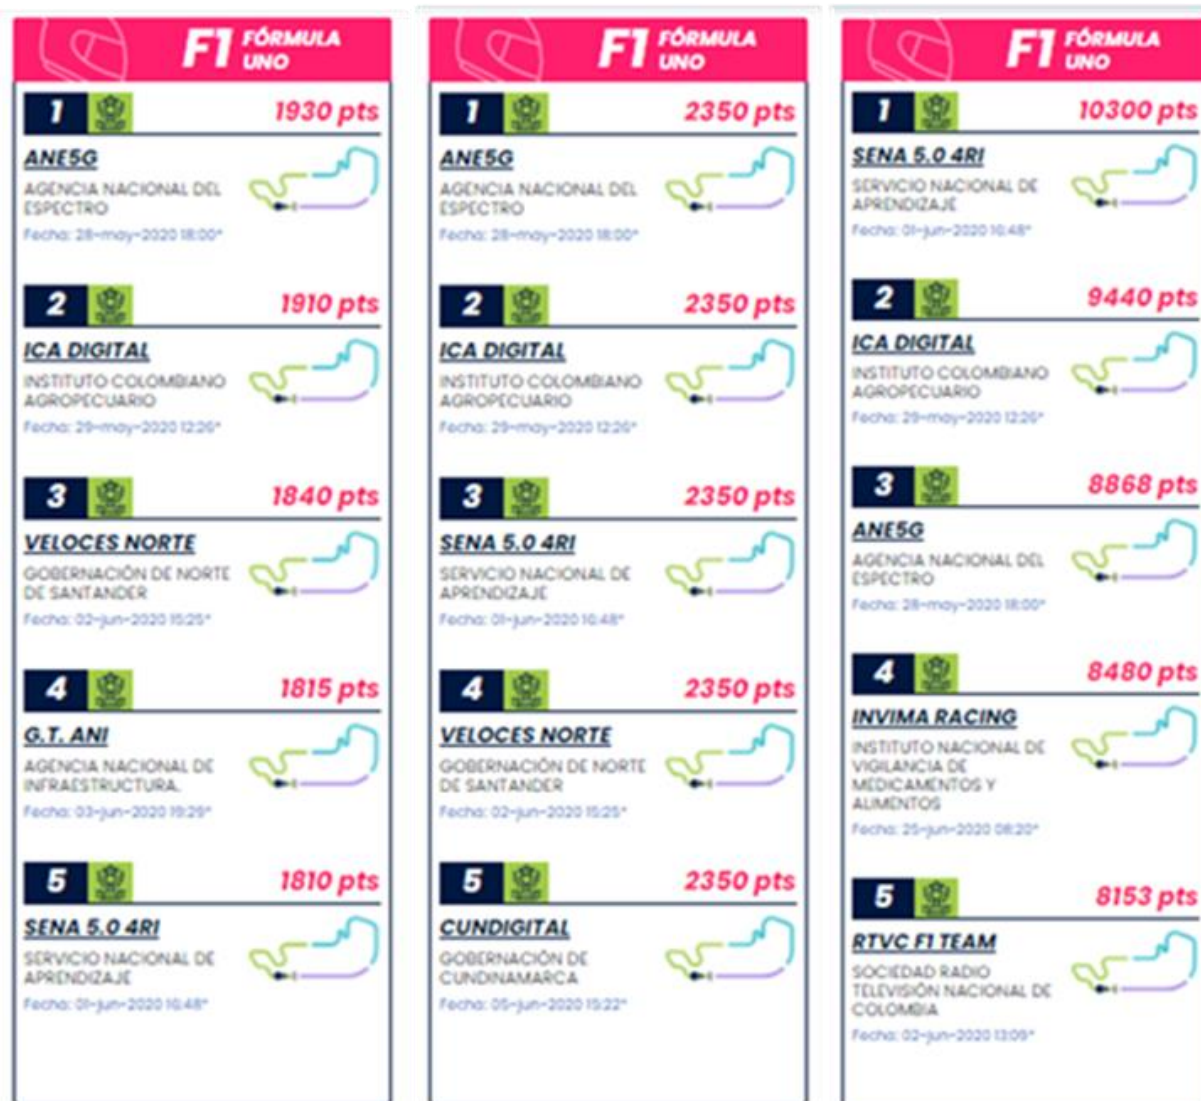 F1 FÓRMULA
UNO
1 1930 pts
ANE5G
AGENCIA NACIONAL DEL
ESPECTRO
Fecha: 28-may-2020 18:00*
2 1910 pts
ICA DIGITAL
INSTITUTO COLOMBIANO
AGROPECUARIO
Fecha: 29-may-2020 12:26*
3 1840 pts
VELOCES NORTE
GOBERNACIÓN DE NORTE
DE SANTANDER
Fecha: 02-jun-2020 15:25*
4 1815 pts
G.T. ANI
AGENCIA NACIONAL DE
INFRAESTRUCTURA.
Fecha: 03-jun-2020 19:29*
5 1810 pts
SENA 5.0 4RI
SERVICIO NACIONAL DE
APRENDIZAJE
Fecha: 01-jun-2020 16:48*
F1 FÓRMULA
UNO
1 2350 pts
ANE5G
AGENCIA NACIONAL DEL
ESPECTRO
Fecha: 28-may-2020 18:00*
2 2350 pts
ICA DIGITAL
INSTITUTO COLOMBIANO
AGROPECUARIO
Fecha: 29-may-2020 12:26*
3 2350 pts
SENA 5.0 4RI
SERVICIO NACIONAL DE
APRENDIZAJE
Fecha: 01-jun-2020 16:48*
4 2350 pts
VELOCES NORTE
GOBERNACIÓN DE NORTE
DE SANTANDER
Fecha: 02-jun-2020 15:25*
5 2350 pts
CUNDIGITAL
GOBERNACIÓN DE
CUNDINAMARCA
Fecha: 05-jun-2020 15:22*
F1 FÓRMULA
UNO
1 10300 pts
SENA 5.0 4RI
SERVICIO NACIONAL DE
APRENDIZAJE
Fecha: 01-jun-2020 16:48*
2 9440 pts
ICA DIGITAL
INSTITUTO COLOMBIANO
AGROPECUARIO
Fecha: 29-may-2020 12:26*
3 8868 pts
ANE5G
AGENCIA NACIONAL DEL
ESPECTRO
Fecha: 28-may-2020 18:00*
4 8480 pts
INVIMA RACING
INSTITUTO NACIONAL DE
VIGILANCIA DE
MEDICAMENTOS Y
ALIMENTOS
Fecha: 25-jun-2020 08:20*
5 8153 pts
RTVC F1 TEAM
SOCIEDAD RADIO
TELEVISIÓN NACIONAL DE
COLOMBIA
Fecha: 02-jun-2020 13:09*